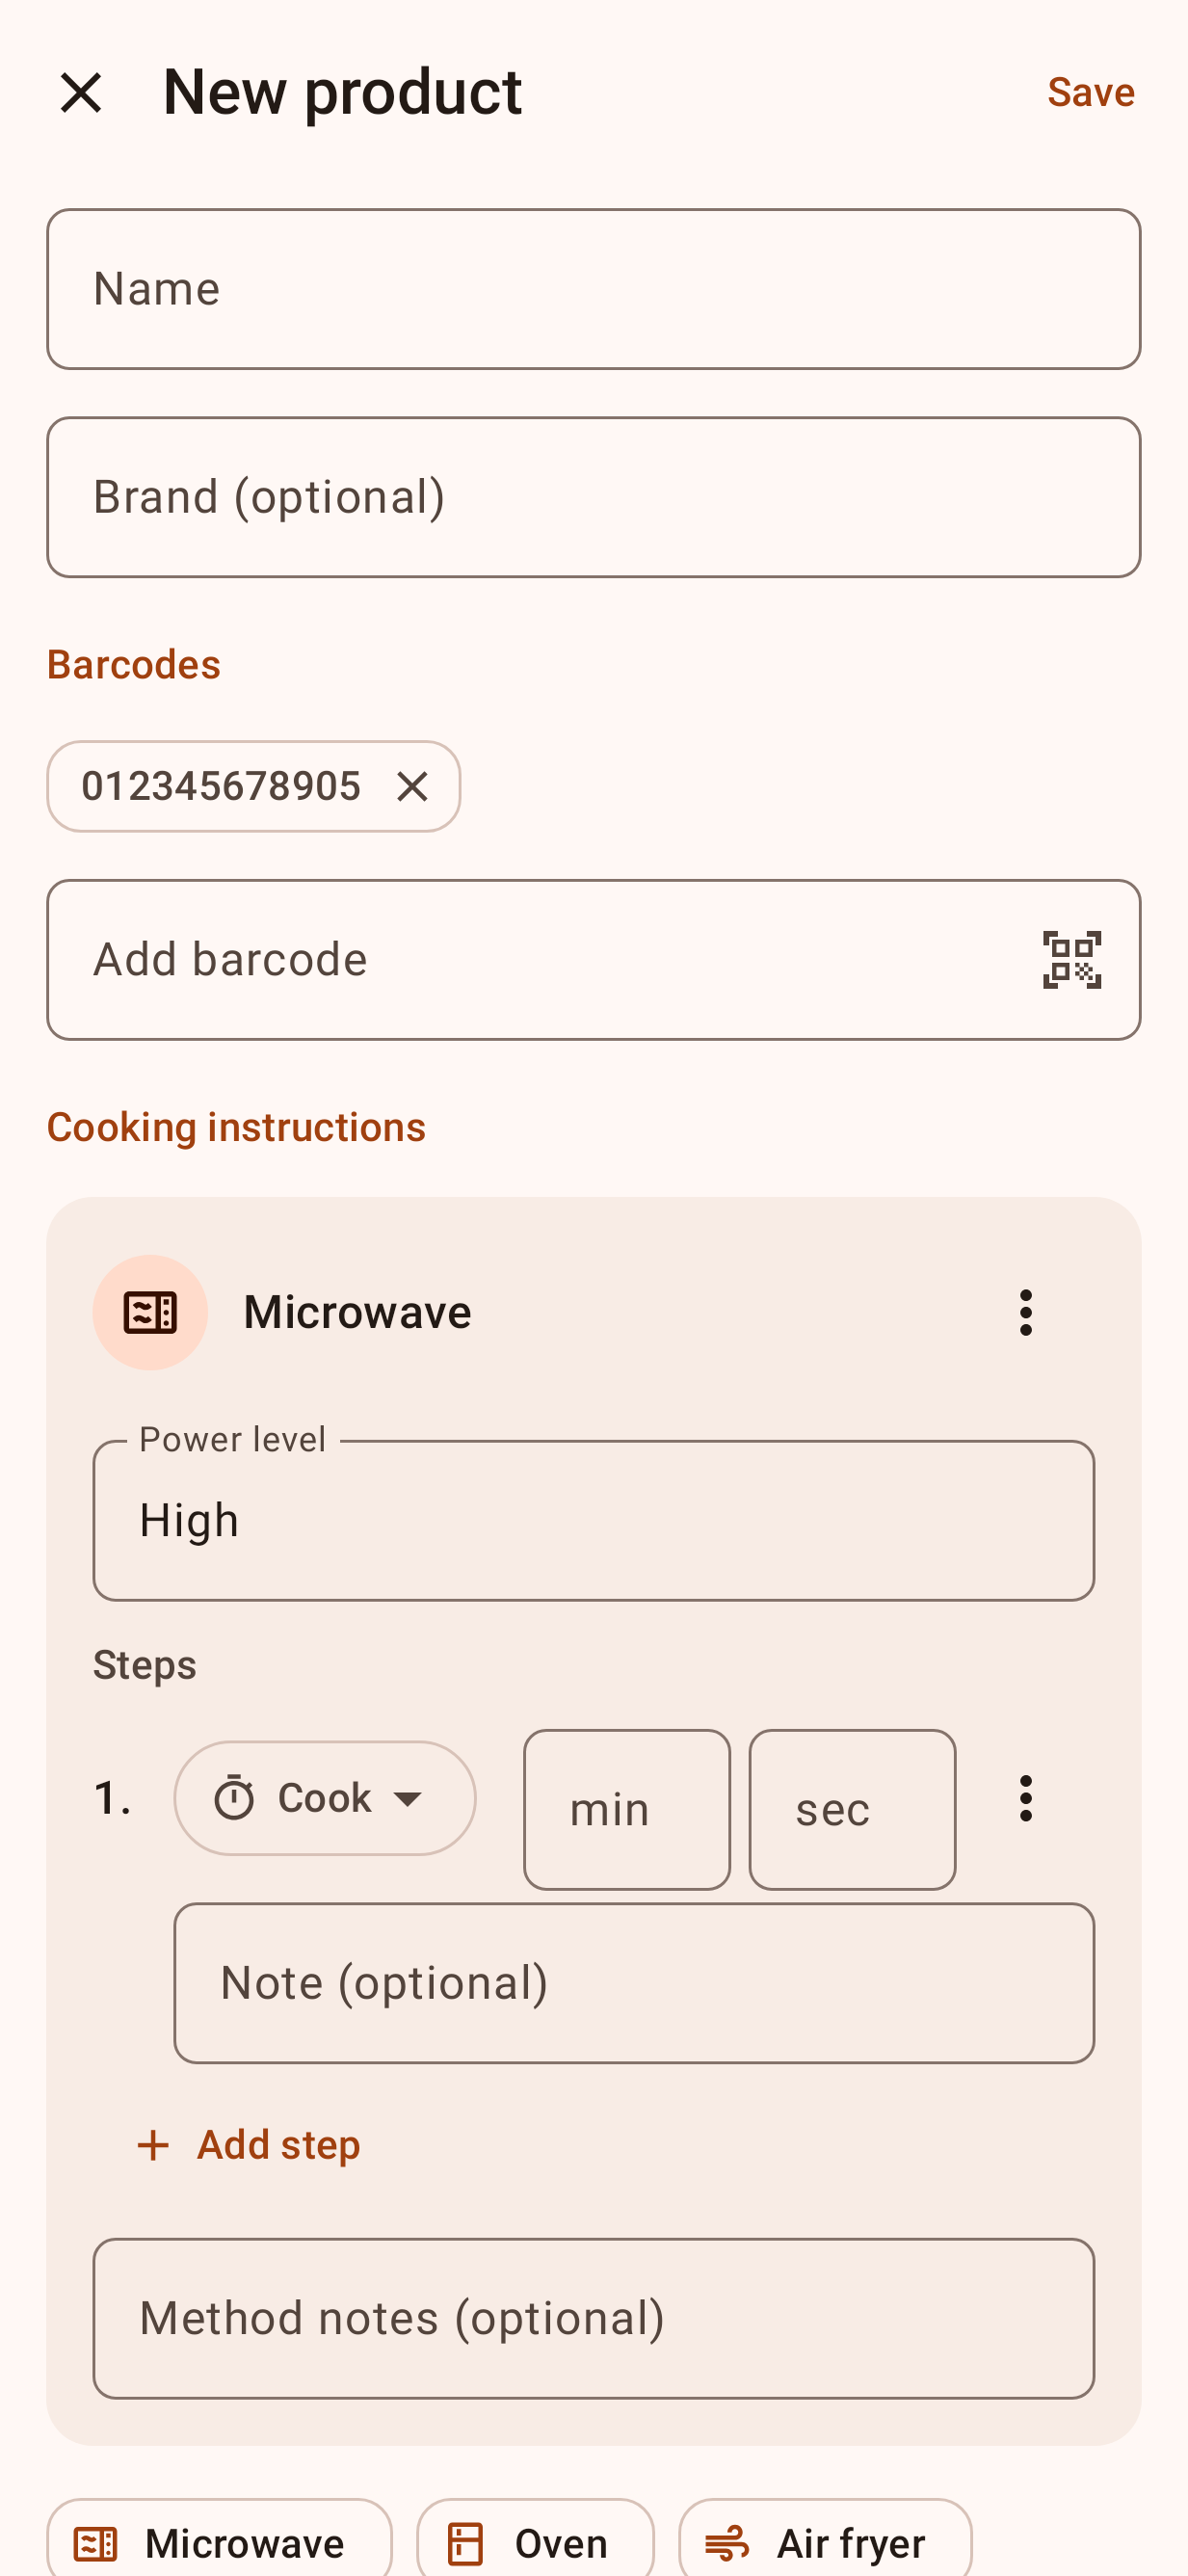 New product
Save
Name
Brand (optional)
Barcodes
012345678905
Add barcode
Cooking instructions
Microwave
Power level
High
Steps
1. Cook min sec
Note (optional)
+ Add step
Method notes (optional)
Microwave Oven Air fryer